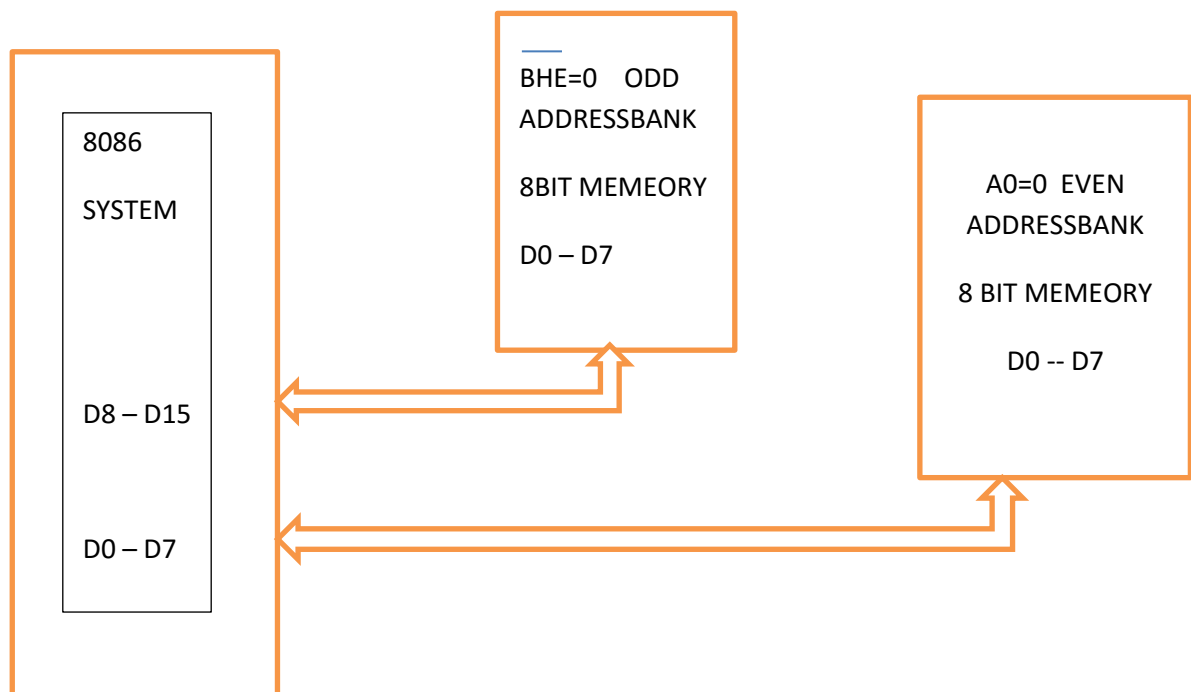 8086
SYSTEM
D8 – D15
D0 – D7
BHE=0 ODD
ADDRESSBANK
8BIT MEMEORY
D0 – D7
A0=0 EVEN
ADDRESSBANK
8 BIT MEMEORY
D0 -- D7